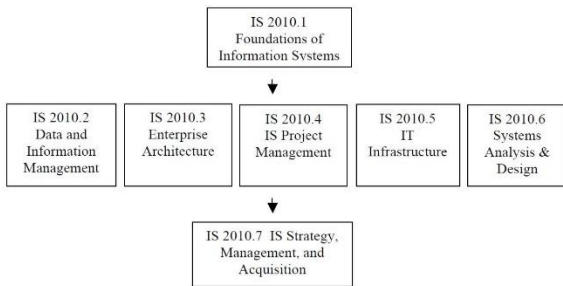 IS 2010.1
Foundations of
Information Systems
IS 2010.2
Data and
Information
Management
IS 2010.3
Enterprise
Architecture
IS 2010.4
IS Project
Management
IS 2010.5
IT
Infrastructure
IS 2010.6
Systems
Analysis &
Design
IS 2010.7 IS Strategy,
Management, and
Acquisition